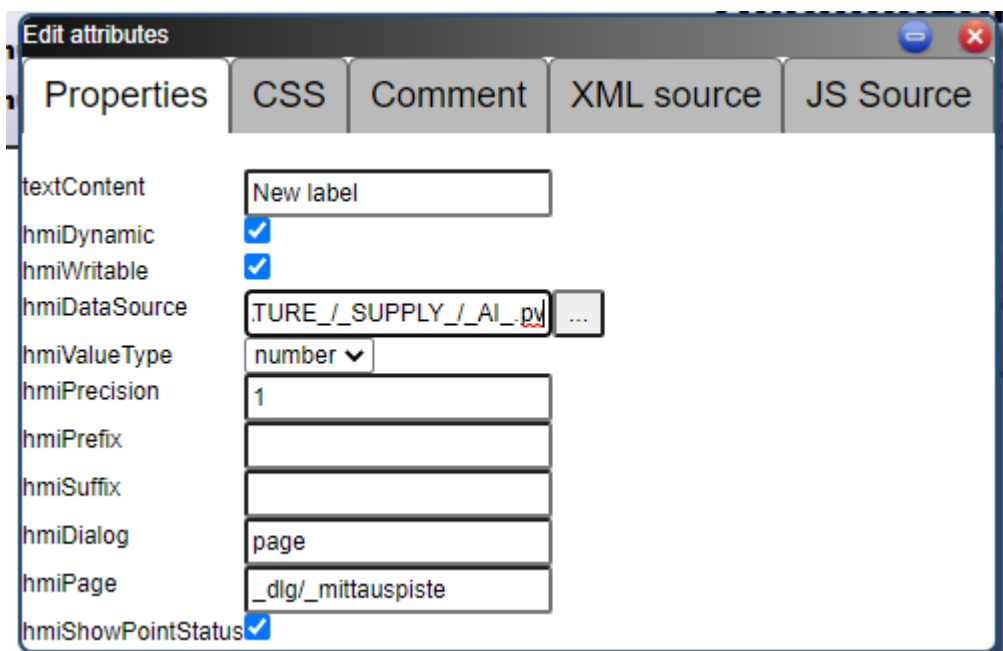 Edit attributes
Properties CSS Comment XML source JS Source
textContent New label
hmiDynamic
hmiWritable
hmiDataSource .TURE_/_SUPPLY_/_AI_.pv ...
hmiValueType number
hmiPrecision 1
hmiPrefix
hmiSuffix
hmiDialog page
hmiPage _dlg/_mittauspiste
hmiShowPointStatus